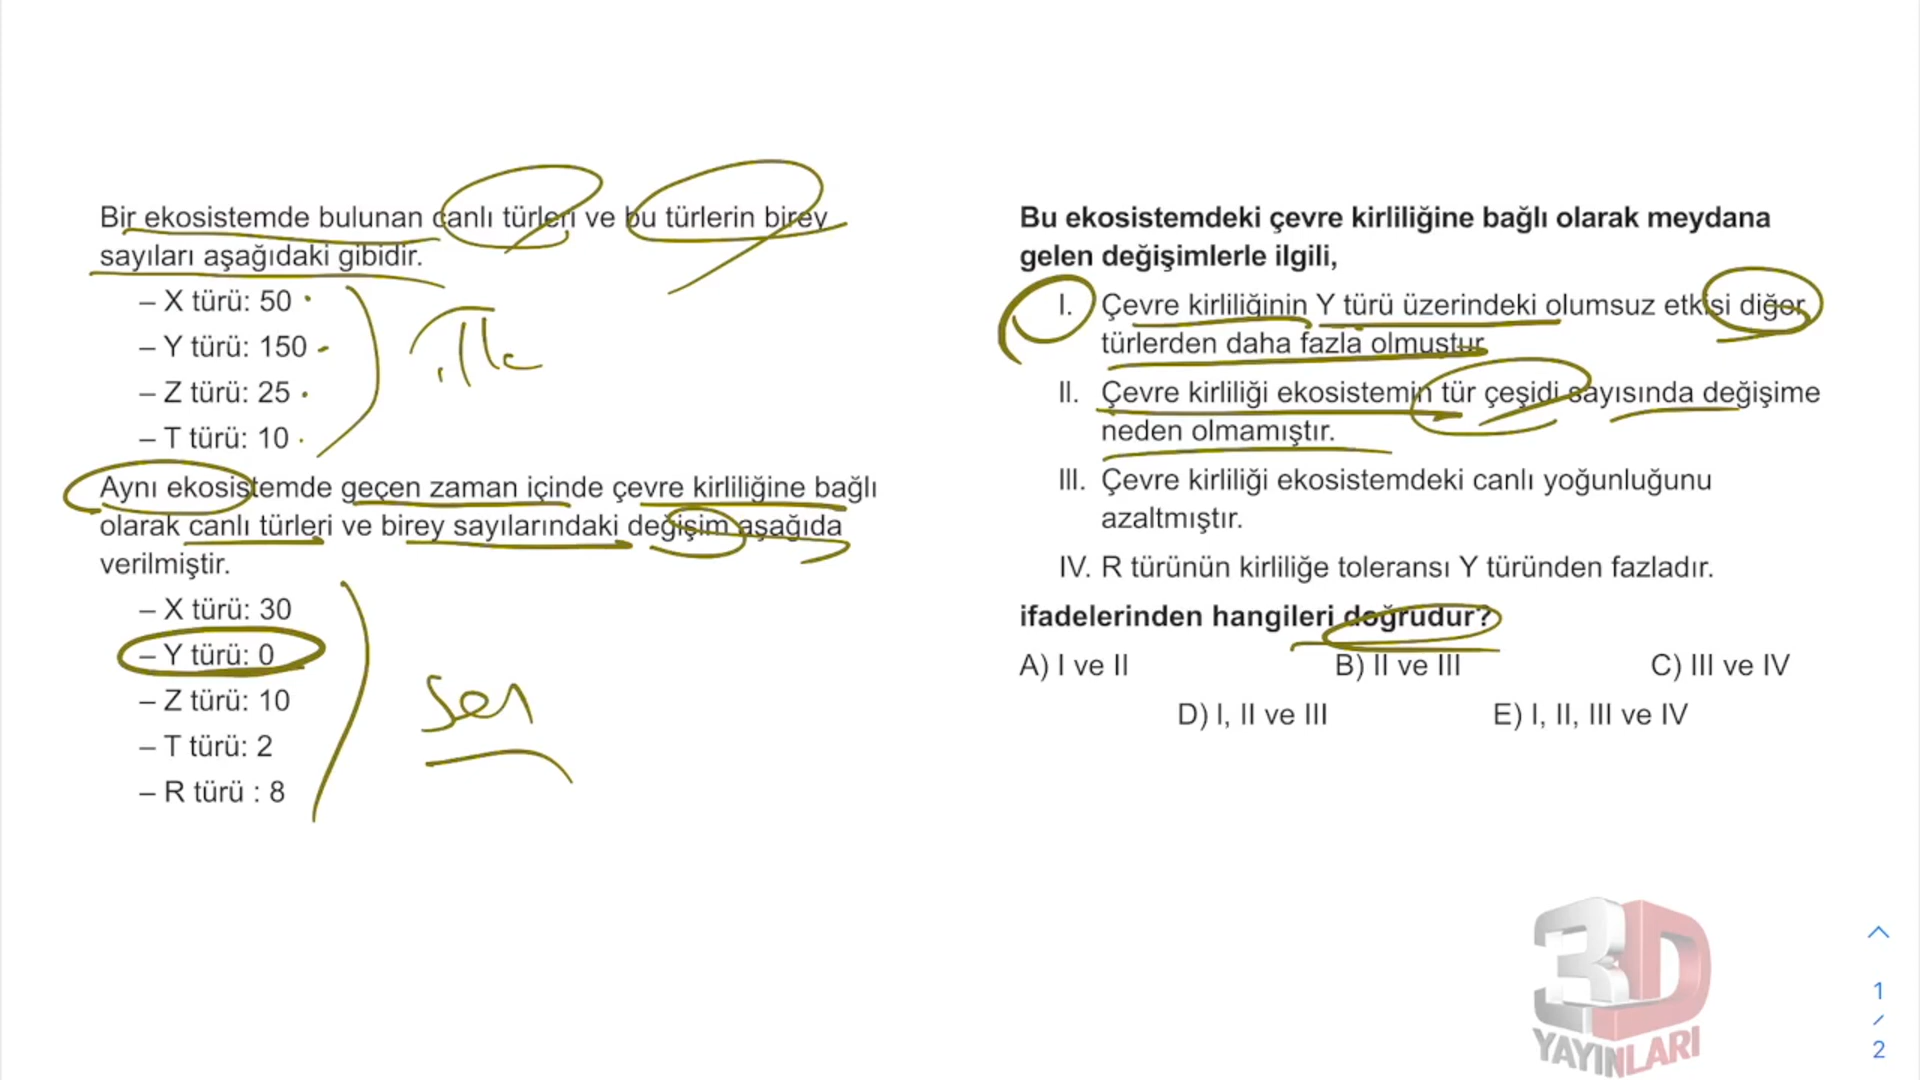 Bir ekosistemde bulunan canlı türleri ve bu türlerin birey
sayıları aşağıdaki gibidir.
– X türü: 50
– Y türü: 150
– Z türü: 25
– T türü: 10
İlk
Aynı ekosistemde geçen zaman içinde çevre kirliliğine bağlı
olarak canlı türleri ve birey sayılarındaki değişim aşağıda
verilmiştir.
– X türü: 30
– Y türü: 0
– Z türü: 10
– T türü: 2
– R türü : 8
Son
Bu ekosistemdeki çevre kirliliğine bağlı olarak meydana
gelen değişimlerle ilgili,
I. Çevre kirliliğinin Y türü üzerindeki olumsuz etkisi diğer
türlerden daha fazla olmuştur.
II. Çevre kirliliği ekosistemin tür çeşidi sayısında değişime
neden olmamıştır.
III. Çevre kirliliği ekosistemdeki canlı yoğunluğunu
azaltmıştır.
IV. R türünün kirliliğe toleransı Y türünden fazladır.
ifadelerinden hangileri doğrudur?
A) I ve II B) II ve III C) III ve IV
D) I, II ve III E) I, II, III ve IV
3D
YAYINLARI
1
/
2